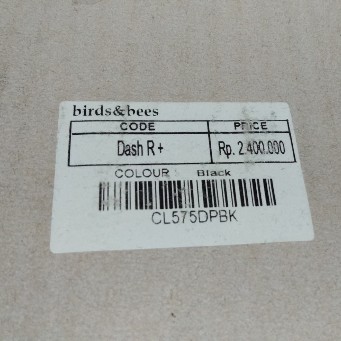 birds&bees
CODE PRICE
Dash R+ Rp. 2.400.000
COLOUR Black
CL575DPBK